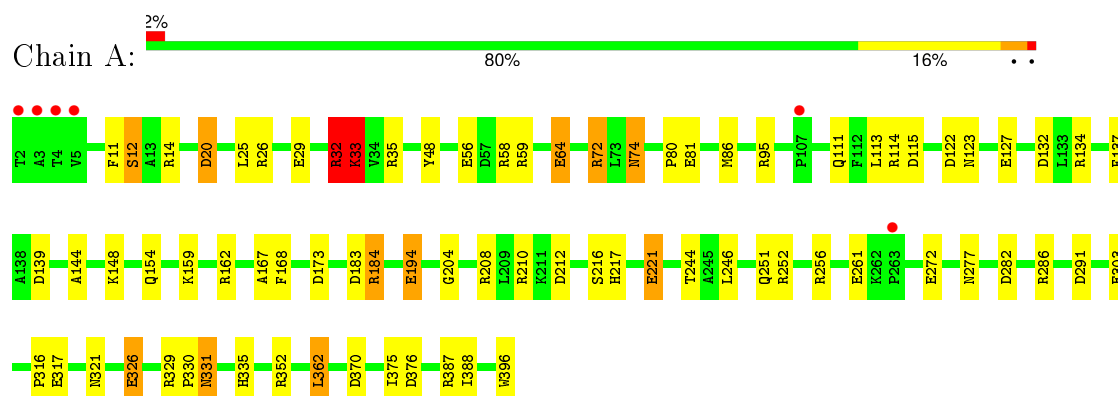 2%
Chain A:
80% 16% • •
T2 A3 T4 V5 F11 S12 A13 R14 D20 L25 R26 E29 R32 K33 V34 R35 Y48 E56 D57 R58 R59 E64 R72 L73 N74 P80 E81 M86 R95 P107 Q111 F112 L113 R114 D115 D122 N123 E127 D132 L133 R134
A138 D139 A144 K148 Q154 K159 R162 A167 F168 D173 D183 R184 E194 G204 R208 L209 R210 K211 D212 S216 H217 E221 T244 A245 L246 Q251 R252 R256 E261 K262 P263 E272 N277 D282 R286 D291
P316 E317 N321 E326 R329 P330 N331 H335 R352 L362 D370 I375 D376 R387 I388 W396